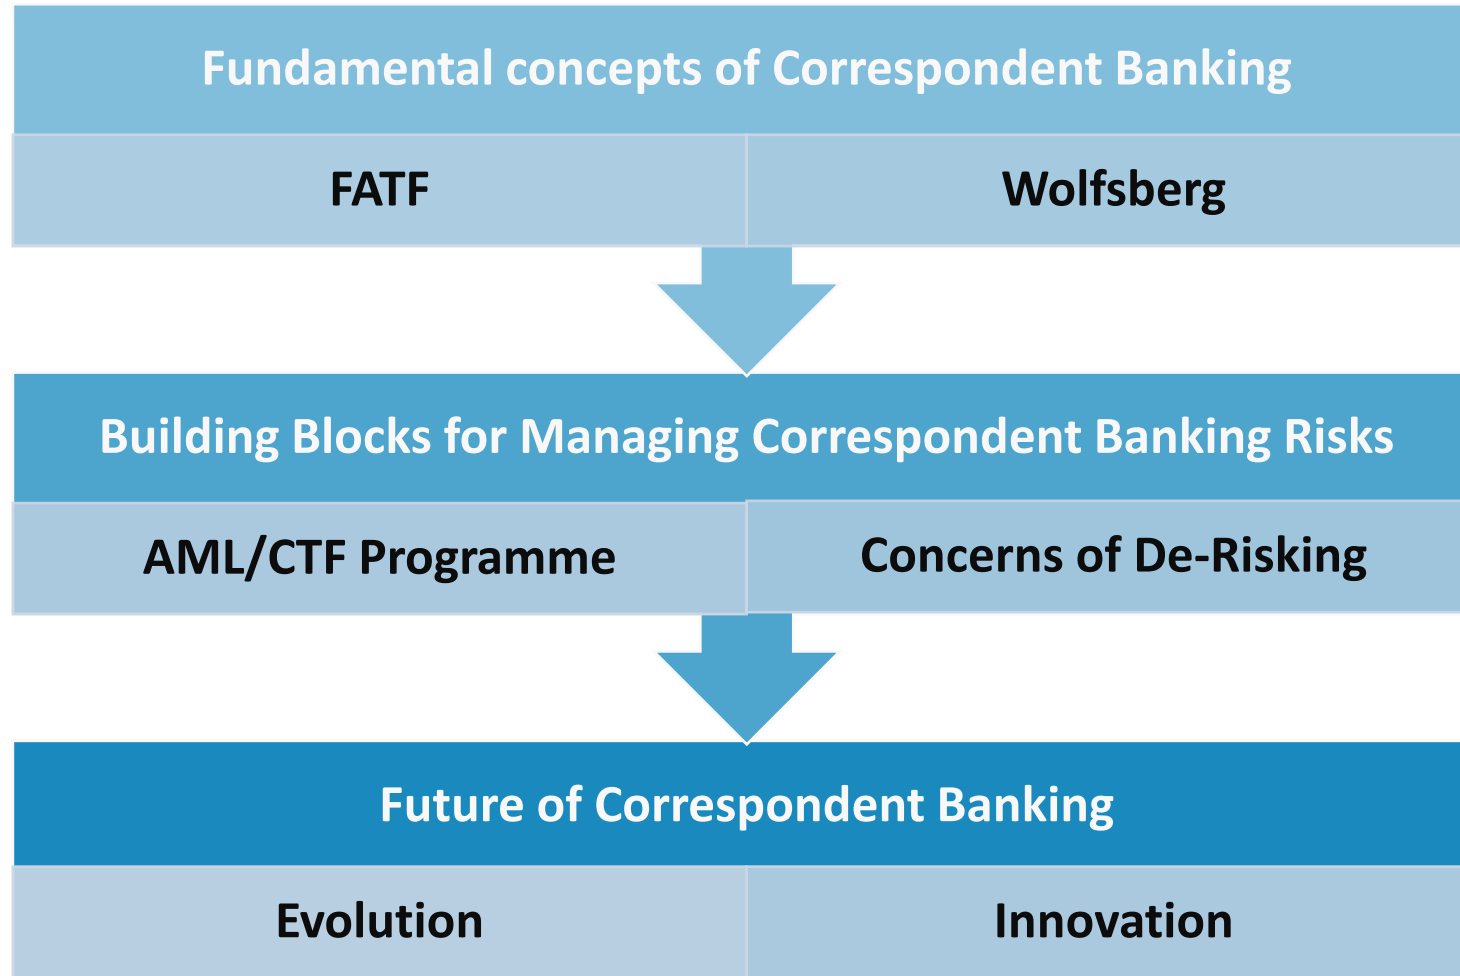 Fundamental concepts of Correspondent Banking
FATF
Wolfsberg
Building Blocks for Managing Correspondent Banking Risks
AML/CTF Programme
Concerns of De-Risking
Future of Correspondent Banking
Evolution
Innovation